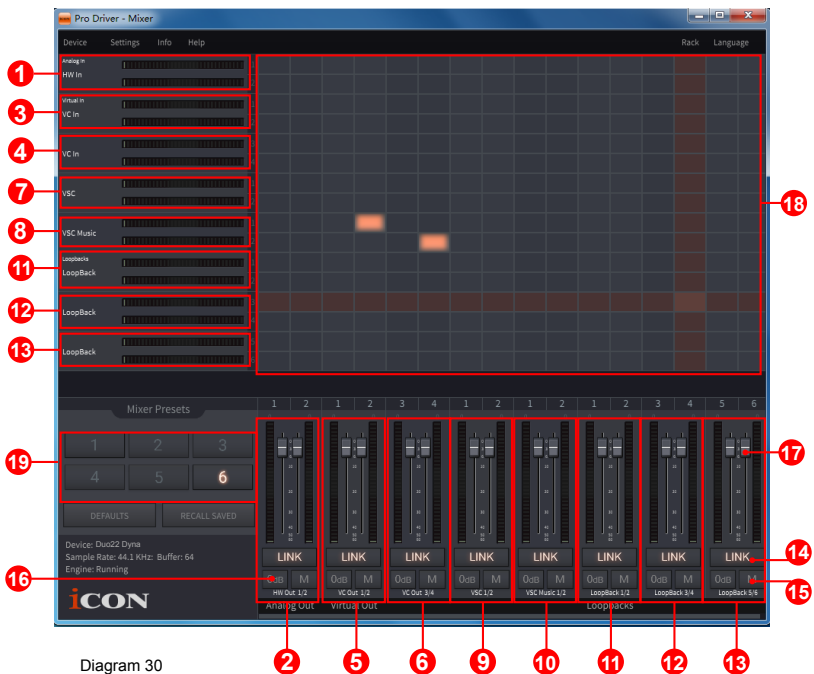 Pro Driver - Mixer
Device Settings Info Help Rack Language
Analog In
1 HW In
Virtual In
3 VC In
4 VC In
7 VSC
18
8 VSC Music
Loopbacks
11 LoopBack
12 LoopBack
13 LoopBack
1 2 1 2 3 4 1 2 1 2 1 2 3 4 5 6
Mixer Presets
19 1 2 3
17
4 5 6
DEFAULTS RECALL SAVED
Device: Duo22 Dyna
Sample Rate: 44.1 KHz: Buffer: 64
Engine: Running
LINK LINK LINK LINK LINK LINK LINK LINK 14
16 0dB M 0dB M 0dB M 0dB M 0dB M 0dB M 0dB M 0dB M 15
HW Out 1/2 VC Out 1/2 VC Out 3/4 VSC 1/2 VSC Music 1/2 LoopBack 1/2 LoopBack 3/4 LoopBack 5/6
iCON
Analog Out Virtual Out Loopbacks
Diagram 30
2 5 6 9 10 11 12 13